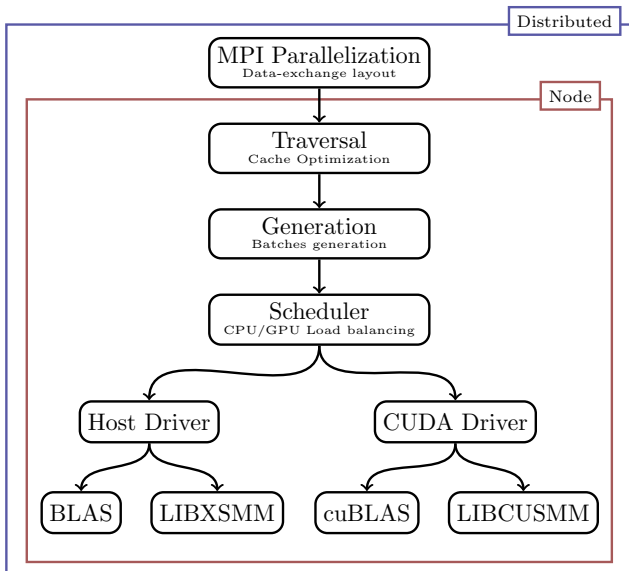 Distributed
MPI Parallelization
Data-exchange layout
Node
Traversal
Cache Optimization
Generation
Batches generation
Scheduler
CPU/GPU Load balancing
Host Driver
CUDA Driver
BLAS
LIBXSMM
cuBLAS
LIBCUSMM